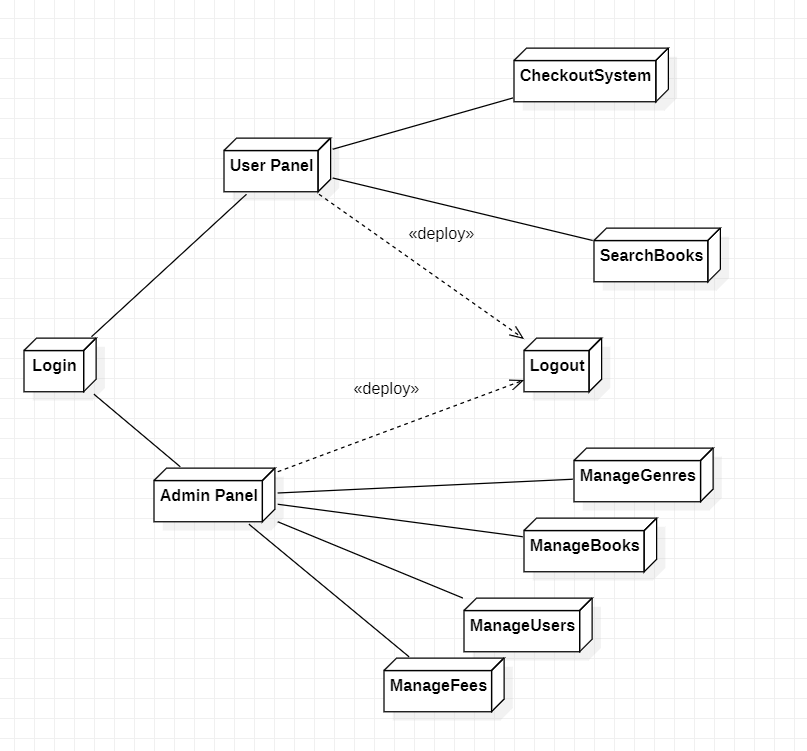 CheckoutSystem
User Panel
«deploy»
SearchBooks
Login
Logout
«deploy»
Admin Panel
ManageGenres
ManageBooks
ManageUsers
ManageFees